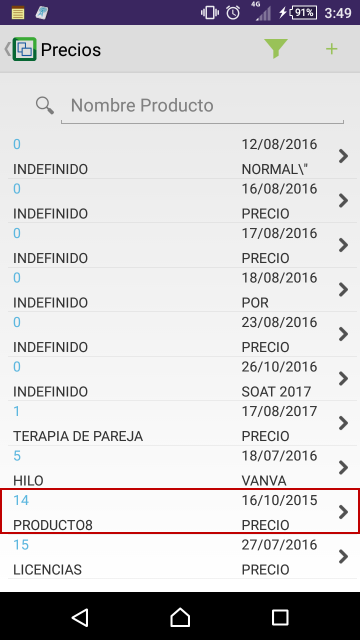 4G 91% 3:49
Precios
Nombre Producto
0 12/08/2016
INDEFINIDO NORMAL\"
0 16/08/2016
INDEFINIDO PRECIO
0 17/08/2016
INDEFINIDO PRECIO
0 18/08/2016
INDEFINIDO POR
0 23/08/2016
INDEFINIDO PRECIO
0 26/10/2016
INDEFINIDO SOAT 2017
1 17/08/2017
TERAPIA DE PAREJA PRECIO
5 18/07/2016
HILO VANVA
14 16/10/2015
PRODUCTO8 PRECIO
15 27/07/2016
LICENCIAS PRECIO